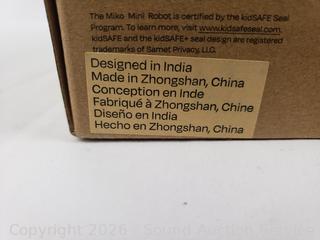 The Miko Mini Robot is certified by the kidSAFE Seal
Program. To learn more, visit www.kidsafeseal.com
kidSAFE and the kidSAFE+ seal design are registered
trademarks of Samet Privacy, LLC.
Designed in India
Made in Zhongshan, China
Conception en Inde
Fabriqué à Zhongshan, Chine
Diseño en India
Hecho en Zhongshan, China
Copyright 2026 - Sound Auction Service